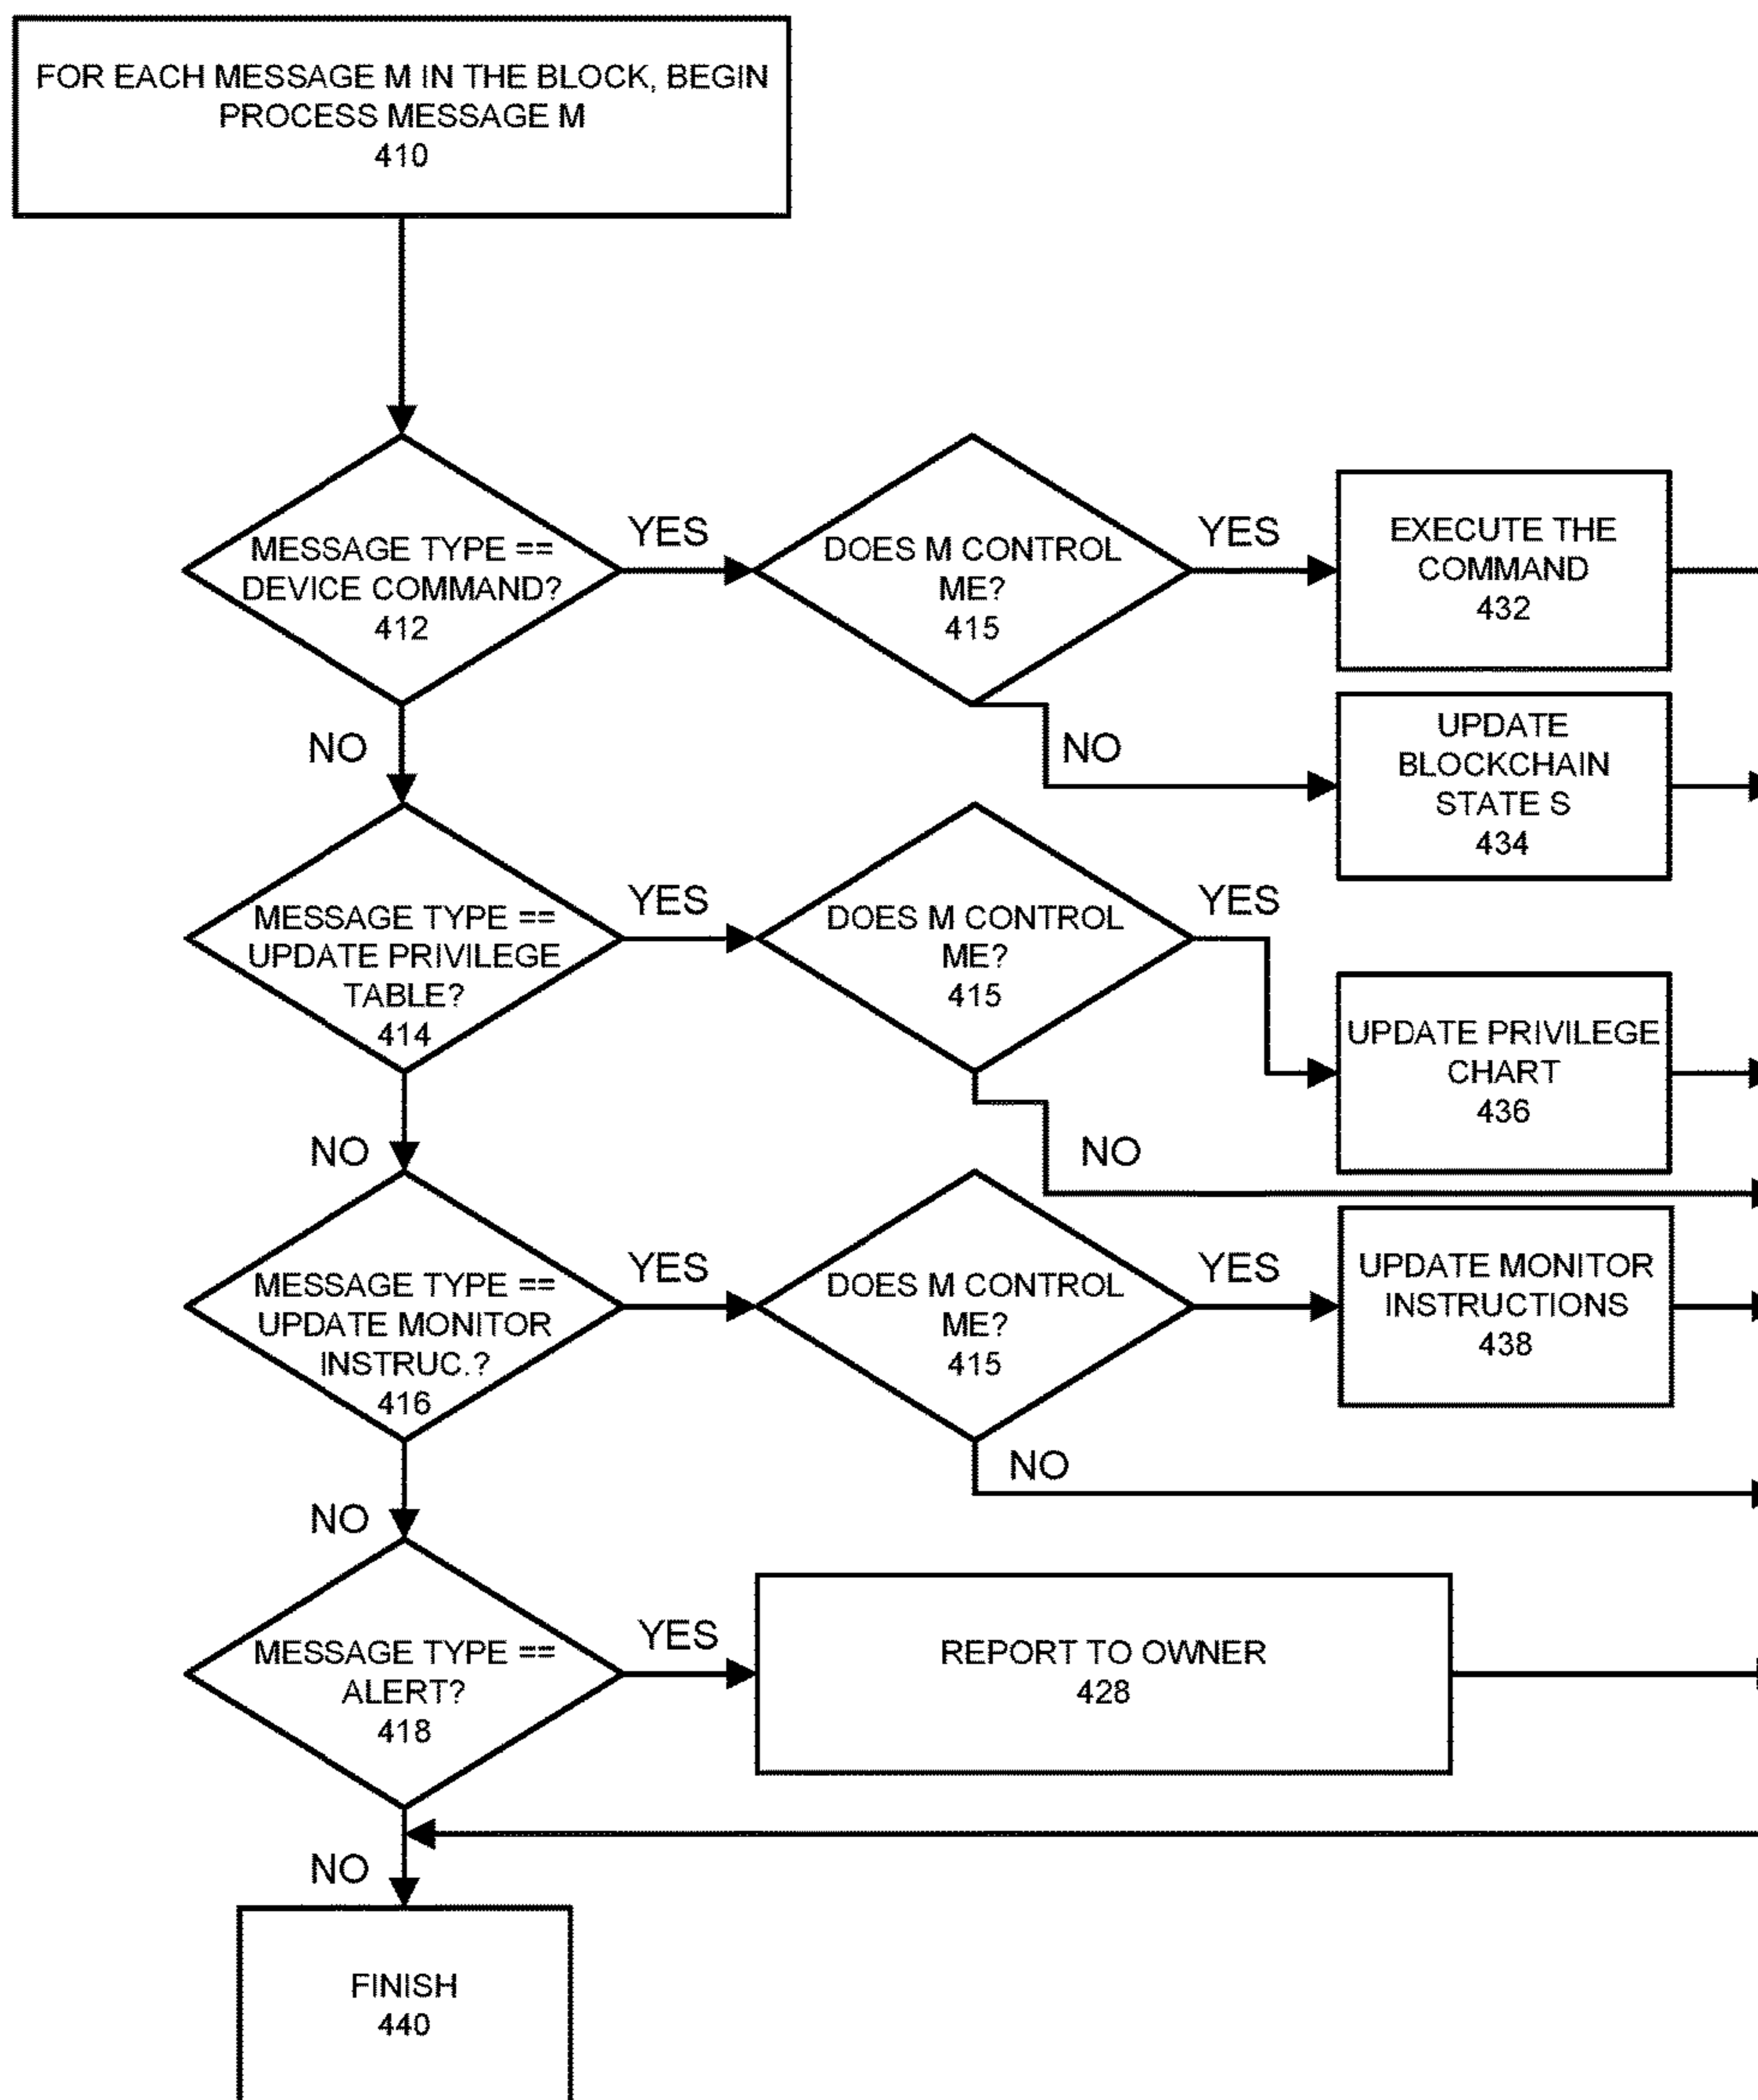 FOR EACH MESSAGE M IN THE BLOCK, BEGIN
PROCESS MESSAGE M
410
MESSAGE TYPE ==
DEVICE COMMAND?
412
YES
DOES M CONTROL
ME?
415
YES
EXECUTE THE
COMMAND
432
NO
NO
UPDATE
BLOCKCHAIN
STATE S
434
MESSAGE TYPE ==
UPDATE PRIVILEGE
TABLE?
414
YES
DOES M CONTROL
ME?
415
YES
UPDATE PRIVILEGE
CHART
436
NO
NO
MESSAGE TYPE ==
UPDATE MONITOR
INSTRUC.?
416
YES
DOES M CONTROL
ME?
415
YES
UPDATE MONITOR
INSTRUCTIONS
438
NO
NO
MESSAGE TYPE ==
ALERT?
418
YES
REPORT TO OWNER
428
NO
FINISH
440